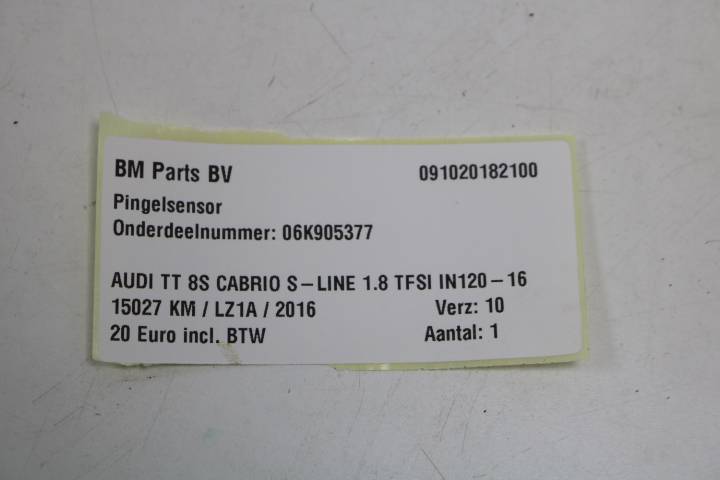 BM Parts BV 091020182100
Pingelsensor
Onderdeelnummer: 06K905377
AUDI TT 8S CABRIO S-LINE 1.8 TFSI IN120-16
15027 KM / LZ1A / 2016 Verz: 10
20 Euro incl. BTW Aantal: 1